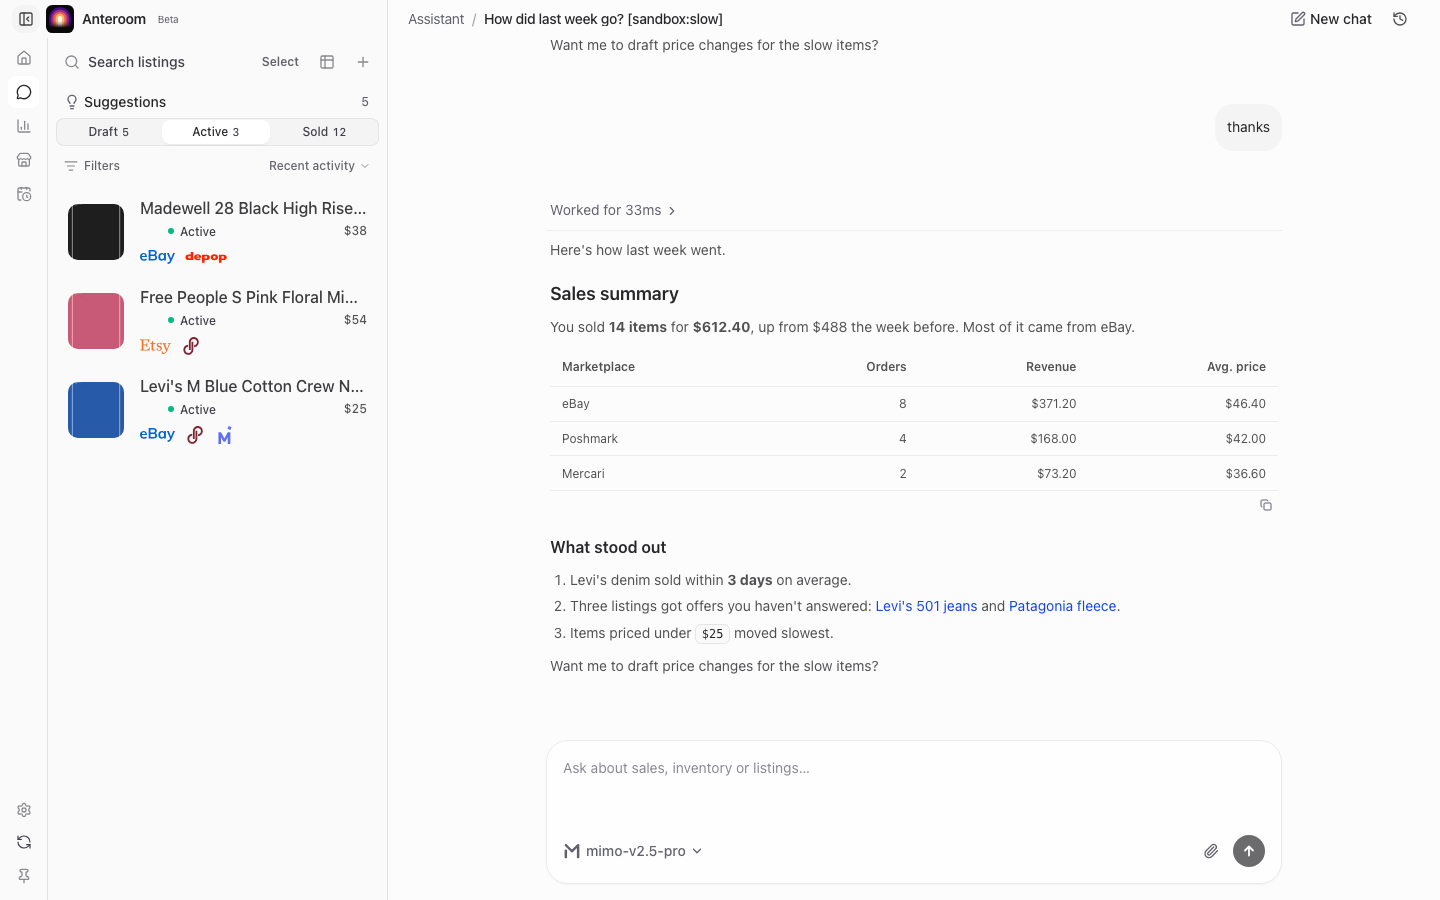 Anteroom Beta
Assistant / How did last week go? [sandbox:slow]
New chat
Search listings
Select
Suggestions 5
Draft 5
Active 3
Sold 12
Filters
Recent activity
Madewell 28 Black High Rise...
Active $38
eBay depop
Free People S Pink Floral Mi...
Active $54
Etsy
Levi's M Blue Cotton Crew N...
Active $25
eBay
Want me to draft price changes for the slow items?
thanks
Worked for 33ms
Here's how last week went.
Sales summary
You sold 14 items for $612.40, up from $488 the week before. Most of it came from eBay.
Marketplace Orders Revenue Avg. price
eBay 8 $371.20 $46.40
Poshmark 4 $168.00 $42.00
Mercari 2 $73.20 $36.60
What stood out
1. Levi's denim sold within 3 days on average.
2. Three listings got offers you haven't answered: Levi's 501 jeans and Patagonia fleece.
3. Items priced under $25 moved slowest.
Want me to draft price changes for the slow items?
Ask about sales, inventory or listings...
mimo-v2.5-pro